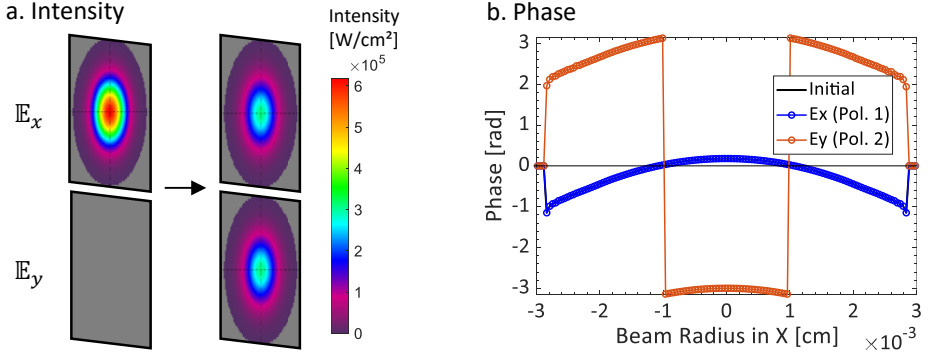 a. Intensity
Intensity
[W/cm²]
×10⁵
𝔼x
𝔼y
6
5
4
3
2
1
0
b. Phase
Phase [rad]
3
2
1
0
-1
-2
-3
Initial
Ex (Pol. 1)
Ey (Pol. 2)
-3 -2 -1 0 1 2 3
Beam Radius in X [cm]
×10⁻³